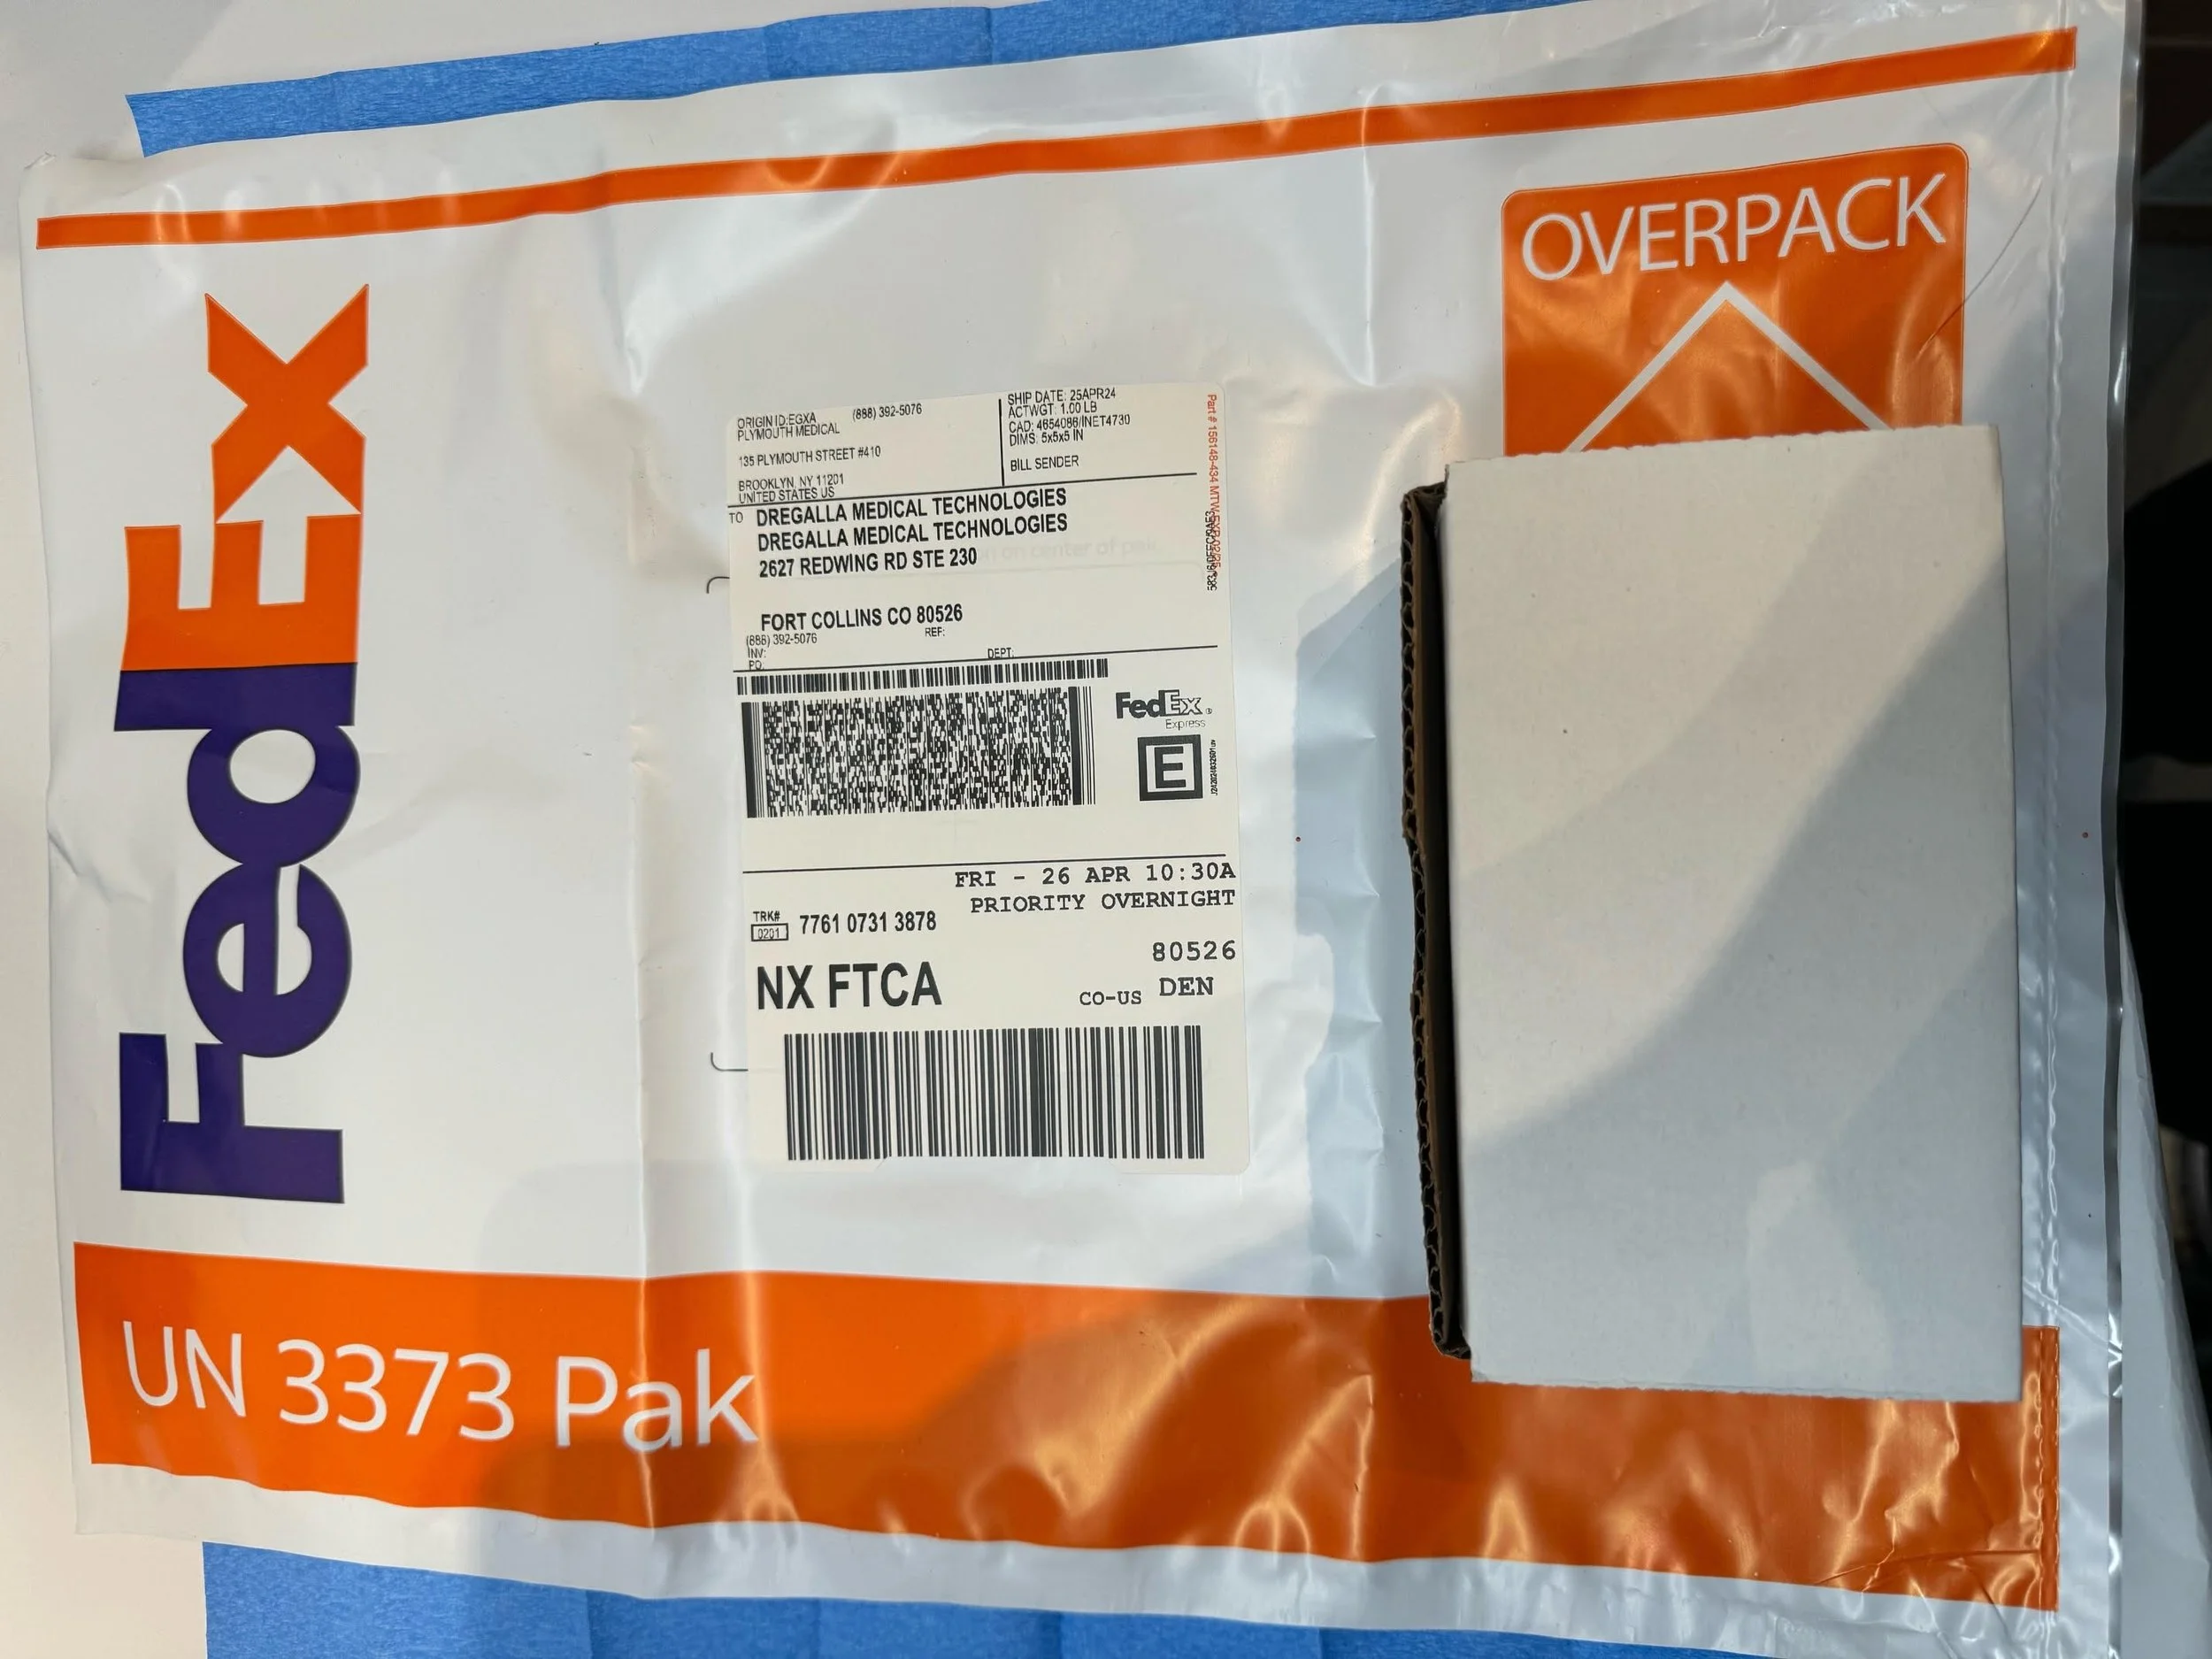 FedEx
OVERPACK
ORIGIN ID:EGXA (888) 392-5076
PLYMOUTH MEDICAL
135 PLYMOUTH STREET #410
BROOKLYN, NY 11201
UNITED STATES US
SHIP DATE: 25APR24
ACTWGT: 1.00 LB
CAD: 4654086/INET4730
DIMS: 5x5x5 IN
BILL SENDER
TO DREGALLA MEDICAL TECHNOLOGIES
DREGALLA MEDICAL TECHNOLOGIES
2627 REDWING RD STE 230
FORT COLLINS CO 80526
(888) 392-5076
REF:
INV:
PO:
DEPT:
Part # 156148-434
FedEx®
Express
E
FRI - 26 APR 10:30A
PRIORITY OVERNIGHT
TRK#
0201
7761 0731 3878
80526
NX FTCA
CO-US DEN
UN 3373 Pak